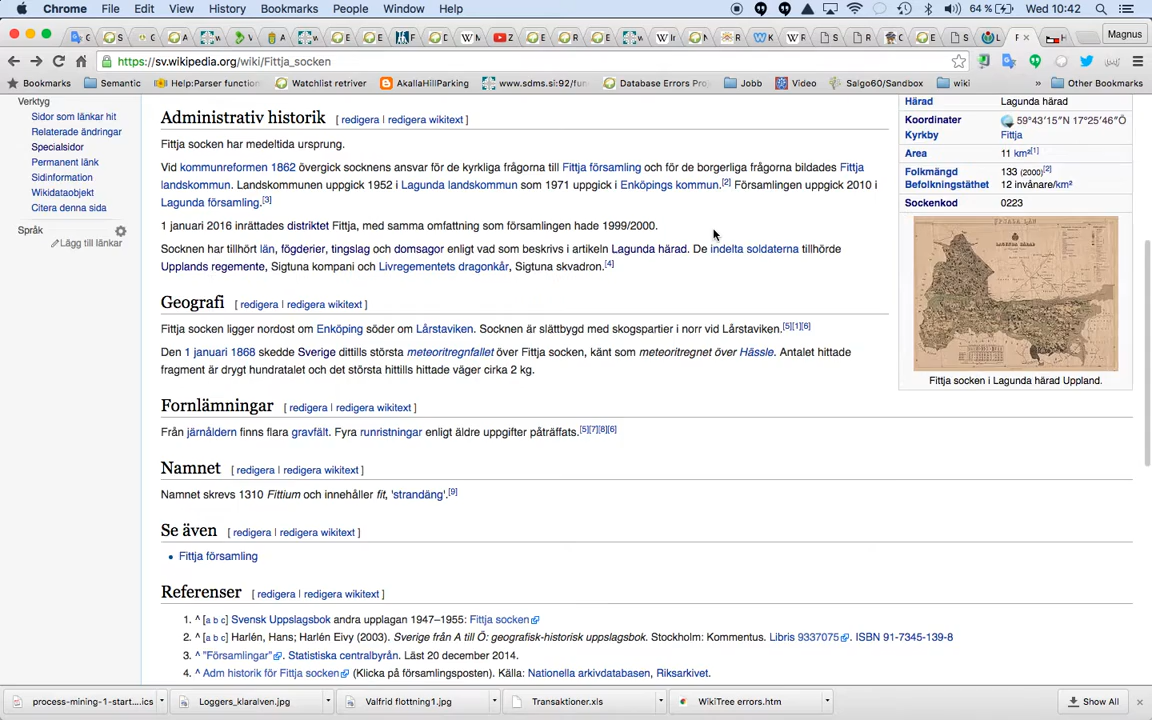 Chrome File Edit View History Bookmarks People Window Help 64 % Wed 10:42
Magnus
https://sv.wikipedia.org/wiki/Fittja_socken
Bookmarks Semantic Help:Parser function Watchlist retriver AkallaHillParking www.sdms.si:92/fun Database Errors Pro Jobb Video Salgo60/Sandbox wiki » Other Bookmarks
Verktyg
Sidor som länkar hit
Relaterade ändringar
Specialsidor
Permanent länk
Sidinformation
Wikidataobjekt
Citera denna sida
Språk
Lägg till länkar
Administrativ historik [ redigera | redigera wikitext ]
Fittja socken har medeltida ursprung.
Vid kommunreformen 1862 övergick socknens ansvar för de kyrkliga frågorna till Fittja församling och för de borgerliga frågorna bildades Fittja
landskommun. Landskommunen uppgick 1952 i Lagunda landskommun som 1971 uppgick i Enköpings kommun.[2] Församlingen uppgick 2010 i
Lagunda församling.[3]
1 januari 2016 inrättades distriktet Fittja, med samma omfattning som församlingen hade 1999/2000.
Socknen har tillhört län, fögderier, tingslag och domsagor enligt vad som beskrivs i artikeln Lagunda härad. De indelta soldaterna tillhörde
Upplands regemente, Sigtuna kompani och Livregementets dragonkår, Sigtuna skvadron.[4]
Geografi [ redigera | redigera wikitext ]
Fittja socken ligger nordost om Enköping söder om Lårstaviken. Socknen är slättbygd med skogspartier i norr vid Lårstaviken.[5][1][6]
Den 1 januari 1868 skedde Sverige dittills största meteoritregnfallet över Fittja socken, känt som meteoritregnet över Hässle. Antalet hittade
fragment är drygt hundratalet och det största hittills hittade väger cirka 2 kg.
Fornlämningar [ redigera | redigera wikitext ]
Från järnåldern finns flara gravfält. Fyra runristningar enligt äldre uppgifter påträffats.[5][7][8][6]
Namnet [ redigera | redigera wikitext ]
Namnet skrevs 1310 Fittium och innehåller fit, 'strandäng'.[9]
Se även [ redigera | redigera wikitext ]
Fittja församling
Referenser [ redigera | redigera wikitext ]
1. ^ [a b c] Svensk Uppslagsbok andra upplagan 1947–1955: Fittja socken
2. ^ [a b c] Harlén, Hans; Harlén Eivy (2003). Sverige från A till Ö: geografisk-historisk uppslagsbok. Stockholm: Kommentus. Libris 9337075. ISBN 91-7345-139-8
3. ^ "Församlingar". Statistiska centralbyrån. Läst 20 december 2014.
4. ^ Adm historik för Fittja socken (Klicka på församlingsposten). Källa: Nationella arkivdatabasen, Riksarkivet.
Härad Lagunda härad
Koordinater 59°43′15″N 17°25′46″Ö
Kyrkby Fittja
Area 11 km²[1]
Folkmängd 133 (2000)[2]
Befolkningstäthet 12 invånare/km²
Sockenkod 0223
Fittja socken i Lagunda härad Uppland.
process-mining-1-start....ics Loggers_klaralven.jpg Valfrid flottning1.jpg Transaktioner.xls WikiTree errors.htm Show All